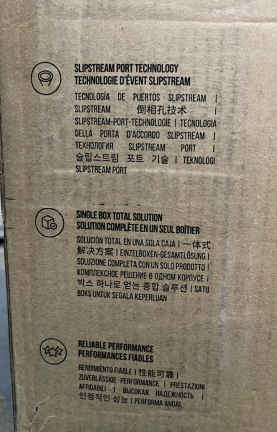 SLIPSTREAM PORT TECHNOLOGY
TECHNOLOGIE D'ÉVENT SLIPSTREAM
TECNOLOGÍA DE PUERTOS SLIPSTREAM |
SLIPSTREAM 倒相孔技术 |
SLIPSTREAM-PORT-TECHNOLOGIE | TECNOLOGIA
DELLA PORTA D'ACCORDO SLIPSTREAM |
ТЕХНОЛОГИЯ SLIPSTREAM PORT |
슬립스트림 포트 기술 | TEKNOLOGI
SLIPSTREAM PORT
SINGLE BOX TOTAL SOLUTION
SOLUTION COMPLÈTE EN UN SEUL BOÎTIER
SOLUCIÓN TOTAL EN UNA SOLA CAJA | 一体式
解决方案 | EINZELBOXEN-GESAMTLÖSUNG |
SOLUZIONE COMPLETA CON UN SOLO PRODOTTO |
КОМПЛЕКСНОЕ РЕШЕНИЕ В ОДНОМ КОРПУСЕ |
박스 하나로 얻는 종합 솔루션 | SATU
BOKS UNTUK SEGALA KEPERLUAN
RELIABLE PERFORMANCE
PERFORMANCES FIABLES
RENDIMIENTO FIABLE | 性能可靠 |
ZUVERLÄSSIGE PERFORMANCE | PRESTAZIONI
AFFIDABILI | ВЫСОКАЯ НАДЕЖНОСТЬ |
안정적인 성능 | PERFORMA ANDAL